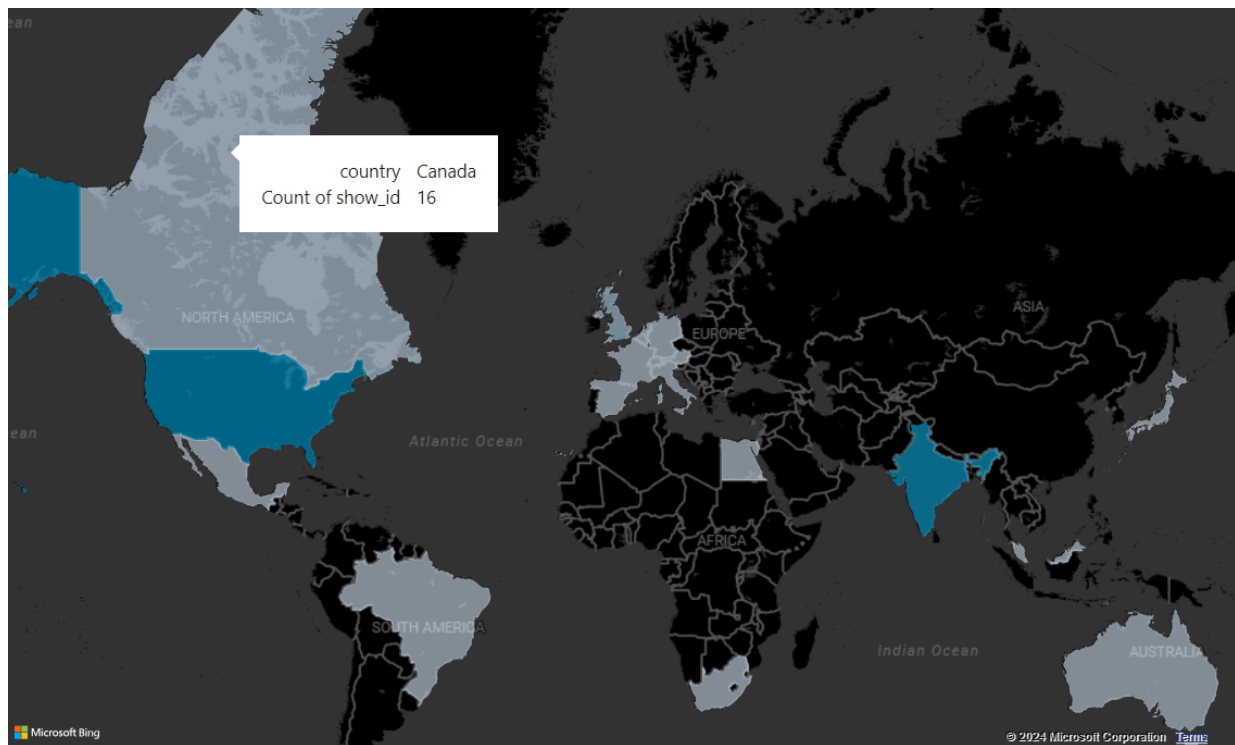 ean
country Canada
Count of show_id 16
NORTH AMERICA
EUROPE
ASIA
ean
Atlantic Ocean
AFRICA
SOUTH AMERICA
Indian Ocean
AUSTRALIA
Microsoft Bing
© 2024 Microsoft Corporation Terms